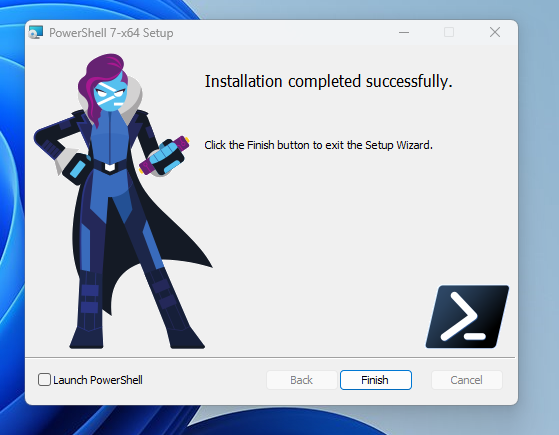 PowerShell 7-x64 Setup
Installation completed successfully.
Click the Finish button to exit the Setup Wizard.
Launch PowerShell
Back
Finish
Cancel